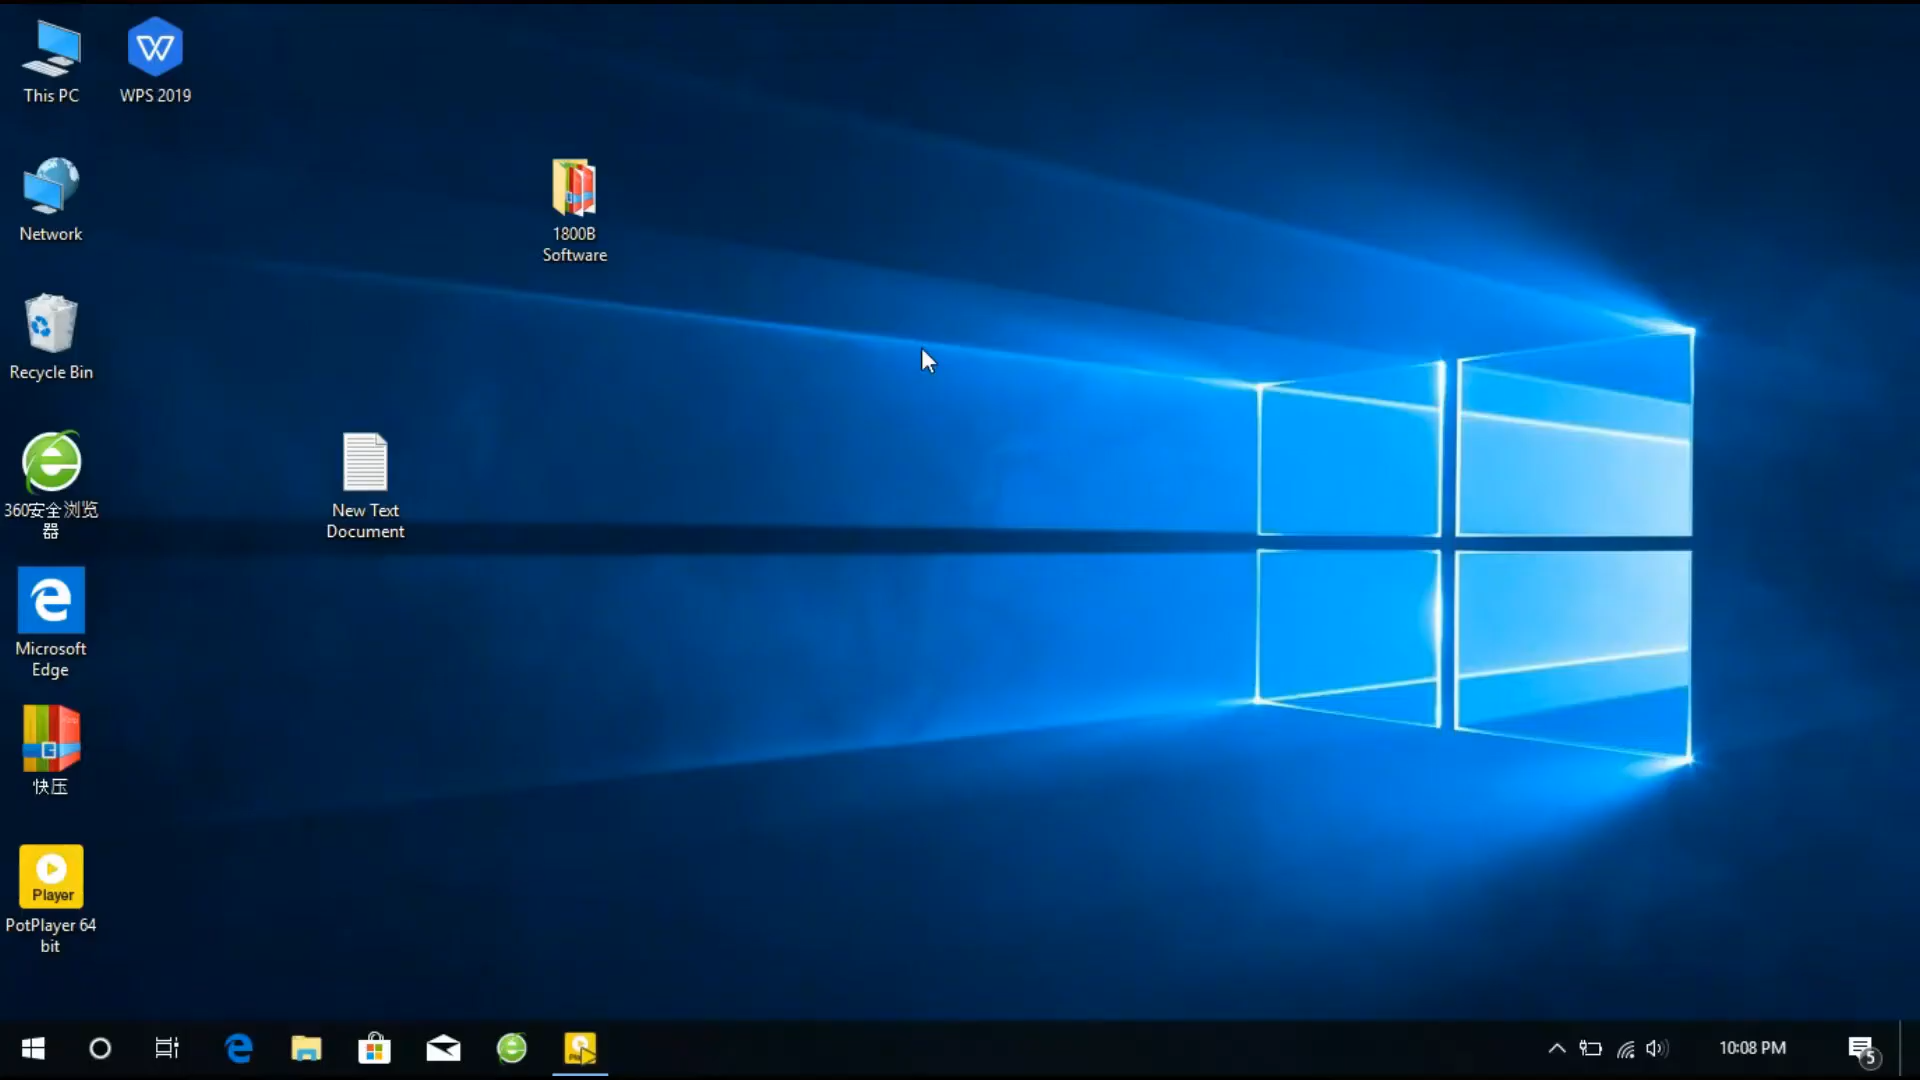 This PC
WPS 2019
Network
1800B
Software
Recycle Bin
360安全浏览
器
New Text
Document
Microsoft
Edge
快压
Player
PotPlayer 64
bit
10:08 PM
5